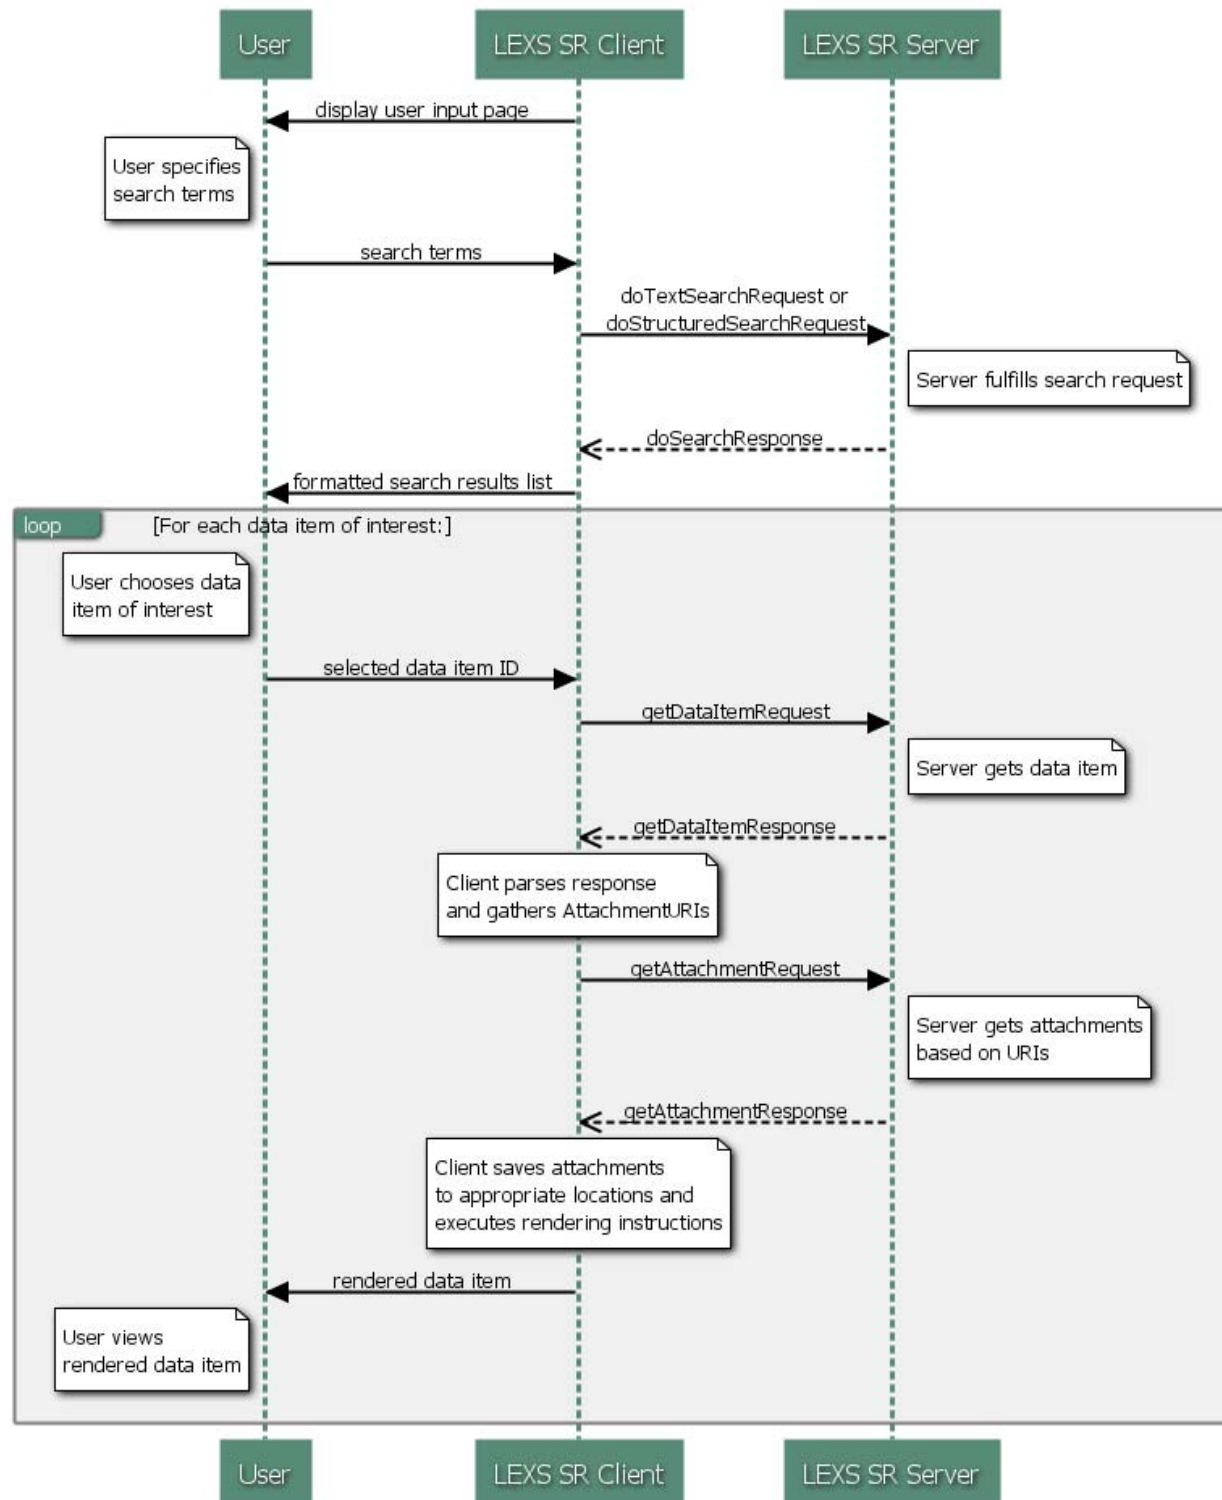 User
LEXS SR Client
LEXS SR Server
display user input page
User specifies
search terms
search terms
doTextSearchRequest or
doStructuredSearchRequest
Server fulfills search request
doSearchResponse
formatted search results list
loop
[For each data item of interest:]
User chooses data
item of interest
selected data item ID
getDataItemRequest
Server gets data item
getDataItemResponse
Client parses response
and gathers AttachmentURIs
getAttachmentRequest
Server gets attachments
based on URIs
getAttachmentResponse
Client saves attachments
to appropriate locations and
executes rendering instructions
rendered data item
User views
rendered data item
User
LEXS SR Client
LEXS SR Server